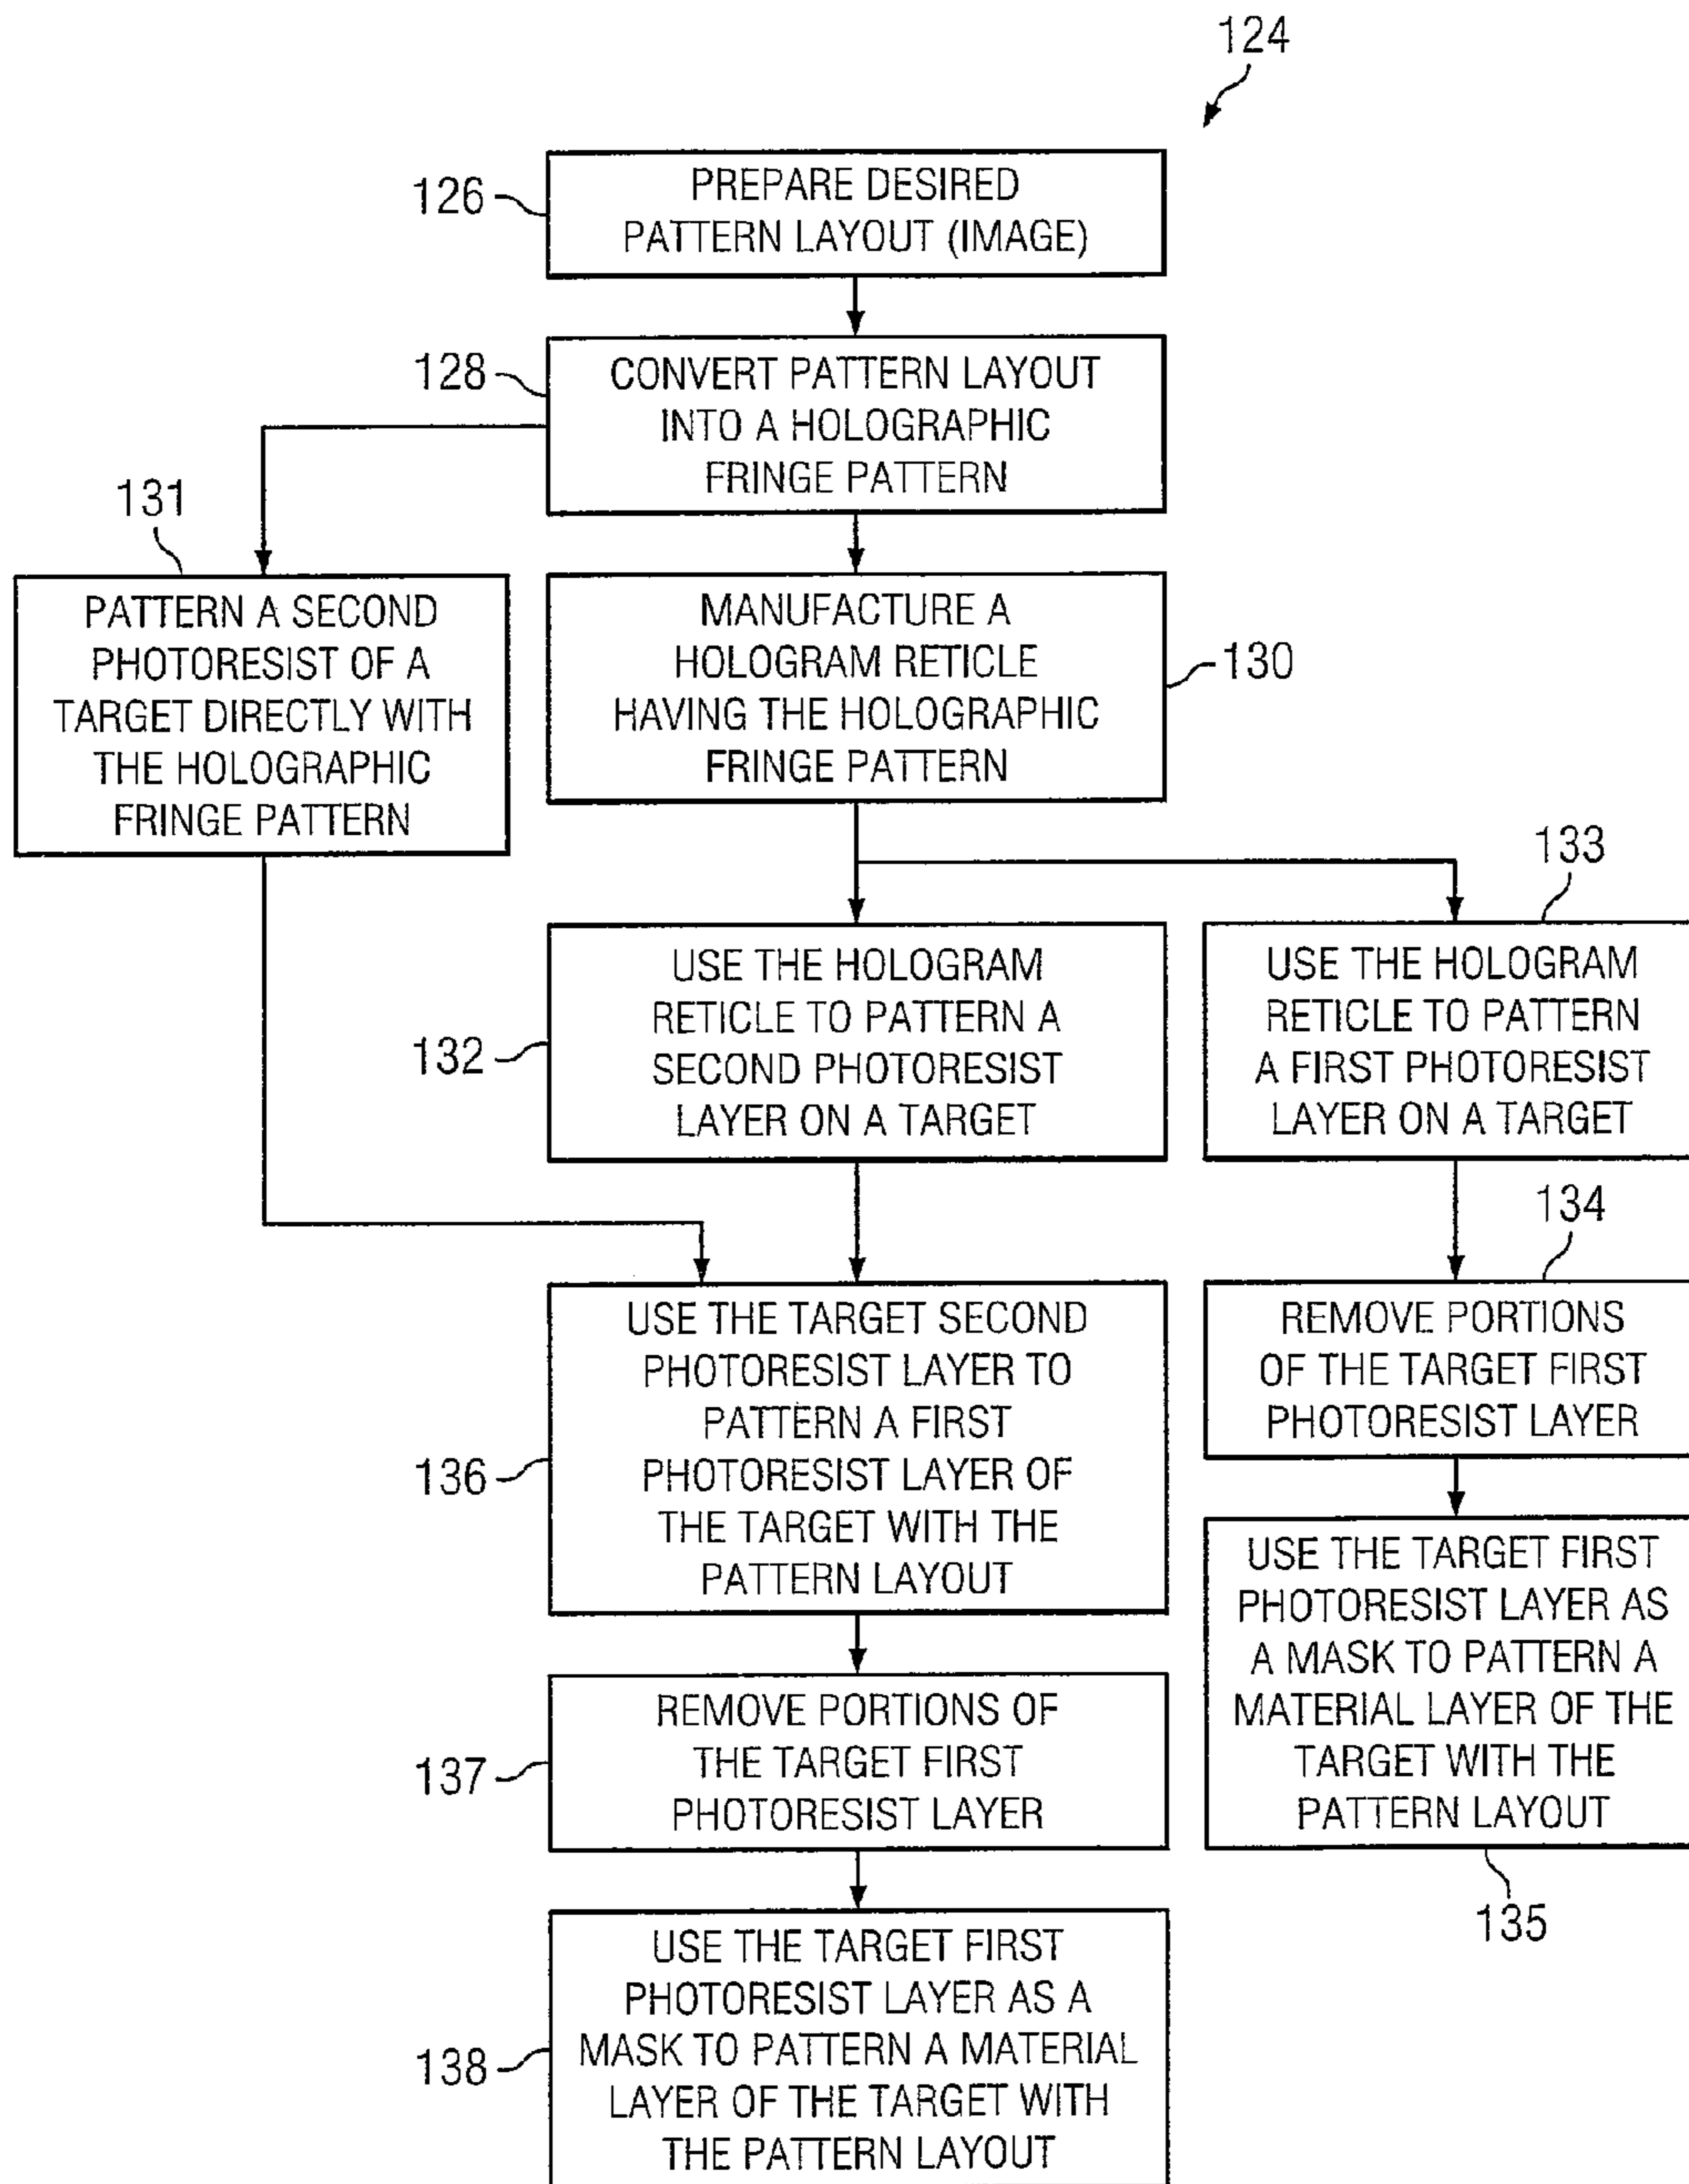 124
126
PREPARE DESIRED
PATTERN LAYOUT (IMAGE)
128
CONVERT PATTERN LAYOUT
INTO A HOLOGRAPHIC
FRINGE PATTERN
131
PATTERN A SECOND
PHOTORESIST OF A
TARGET DIRECTLY WITH
THE HOLOGRAPHIC
FRINGE PATTERN
MANUFACTURE A
HOLOGRAM RETICLE
HAVING THE HOLOGRAPHIC
FRINGE PATTERN
130
132
USE THE HOLOGRAM
RETICLE TO PATTERN A
SECOND PHOTORESIST
LAYER ON A TARGET
133
USE THE HOLOGRAM
RETICLE TO PATTERN
A FIRST PHOTORESIST
LAYER ON A TARGET
134
REMOVE PORTIONS
OF THE TARGET FIRST
PHOTORESIST LAYER
136
USE THE TARGET SECOND
PHOTORESIST LAYER TO
PATTERN A FIRST
PHOTORESIST LAYER OF
THE TARGET WITH THE
PATTERN LAYOUT
USE THE TARGET FIRST
PHOTORESIST LAYER AS
A MASK TO PATTERN A
MATERIAL LAYER OF THE
TARGET WITH THE
PATTERN LAYOUT
135
137
REMOVE PORTIONS OF
THE TARGET FIRST
PHOTORESIST LAYER
138
USE THE TARGET FIRST
PHOTORESIST LAYER AS A
MASK TO PATTERN A MATERIAL
LAYER OF THE TARGET WITH
THE PATTERN LAYOUT